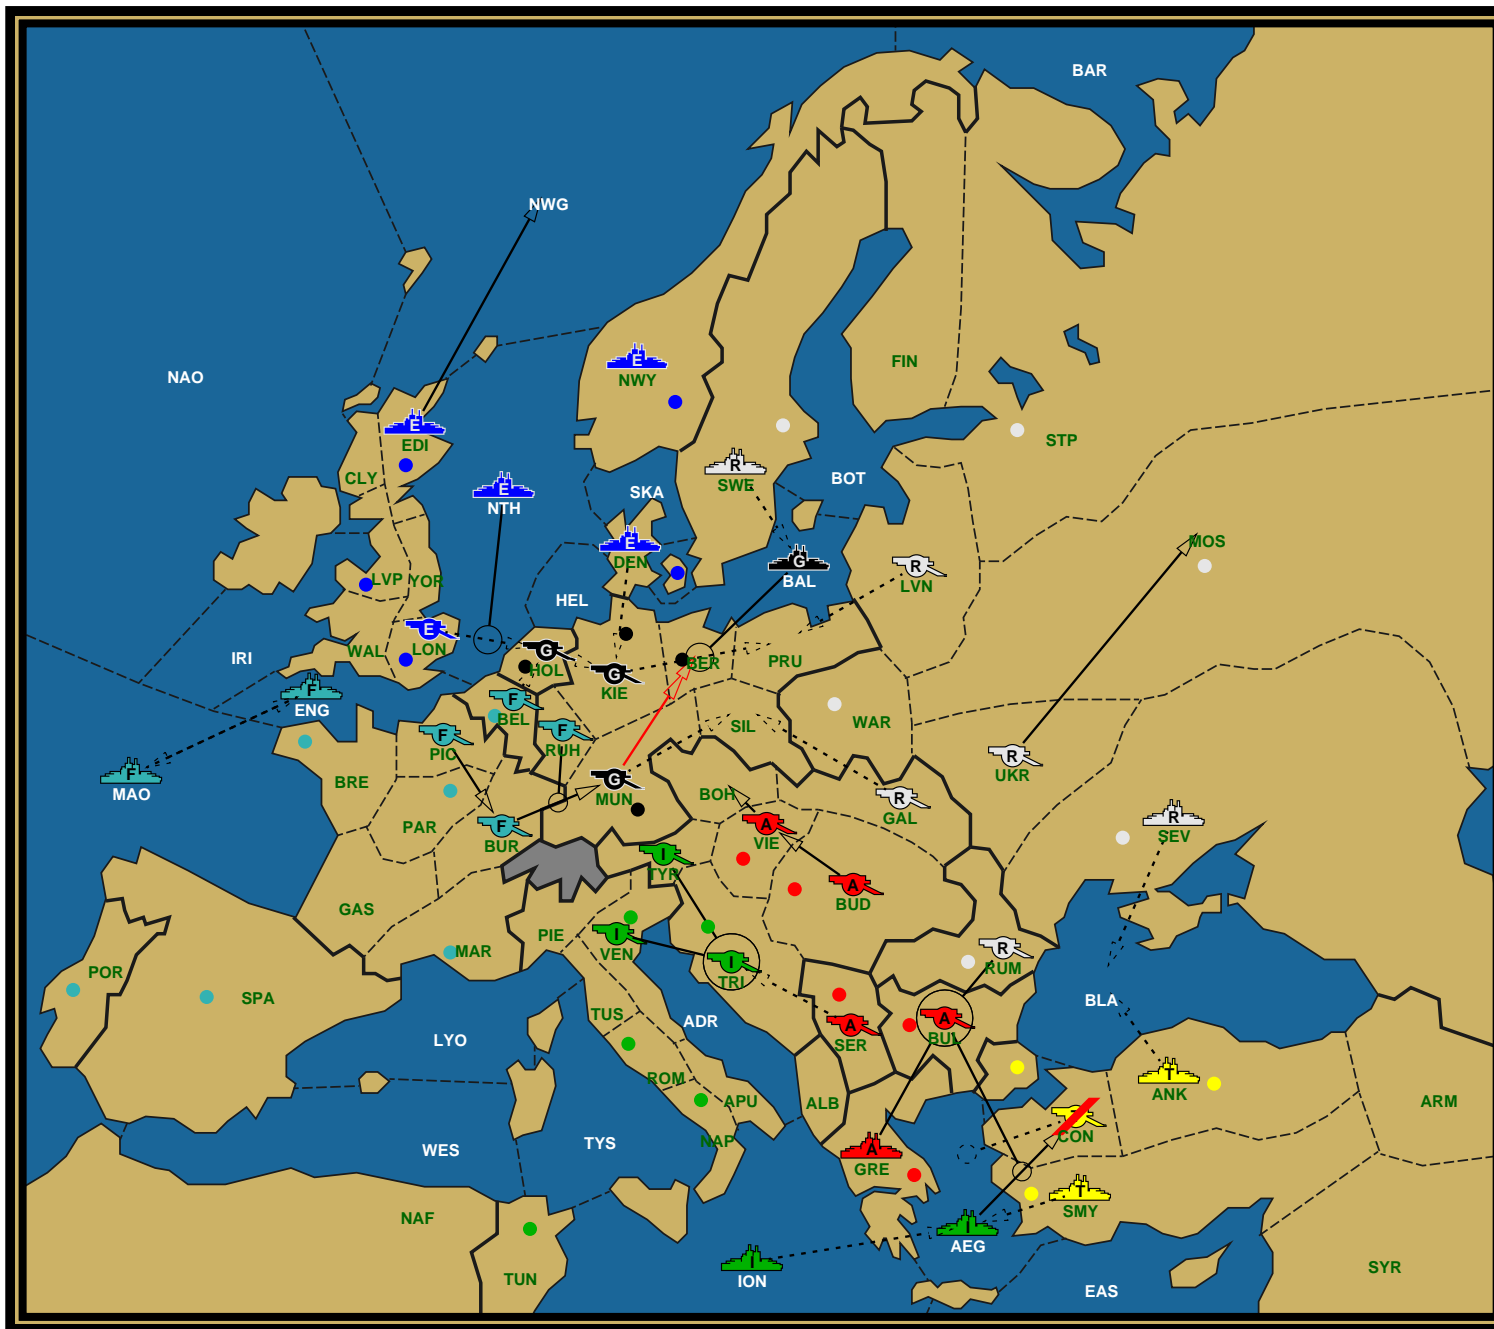 BAR
NWG
E
NWY
FIN
NAO
E
EDI
STP
CLY
R
SWE
BOT
E
NTH
SKA
E
DEN
MOS
G
BAL
R
LVN
LVP
YOR
HEL
E
LON
WAL
IRI
G
HOL
G
KIE
BER
PRU
F
ENG
F
BEL
F
PIC
F
RUH
SIL
WAR
R
UKR
F
MAO
BRE
G
MUN
BOH
R
GAL
R
SEV
PAR
F
BUR
A
VIE
I
TYR
A
BUD
GAS
MAR
PIE
I
VEN
R
RUM
POR
SPA
I
TRI
BLA
TUS
ADR
A
SER
A
BUL
LYO
ROM
APU
ALB
T
ANK
ARM
T
CON
WES
TYS
NAP
A
GRE
T
SMY
NAF
I
AEG
I
ION
TUN
EAS
SYR